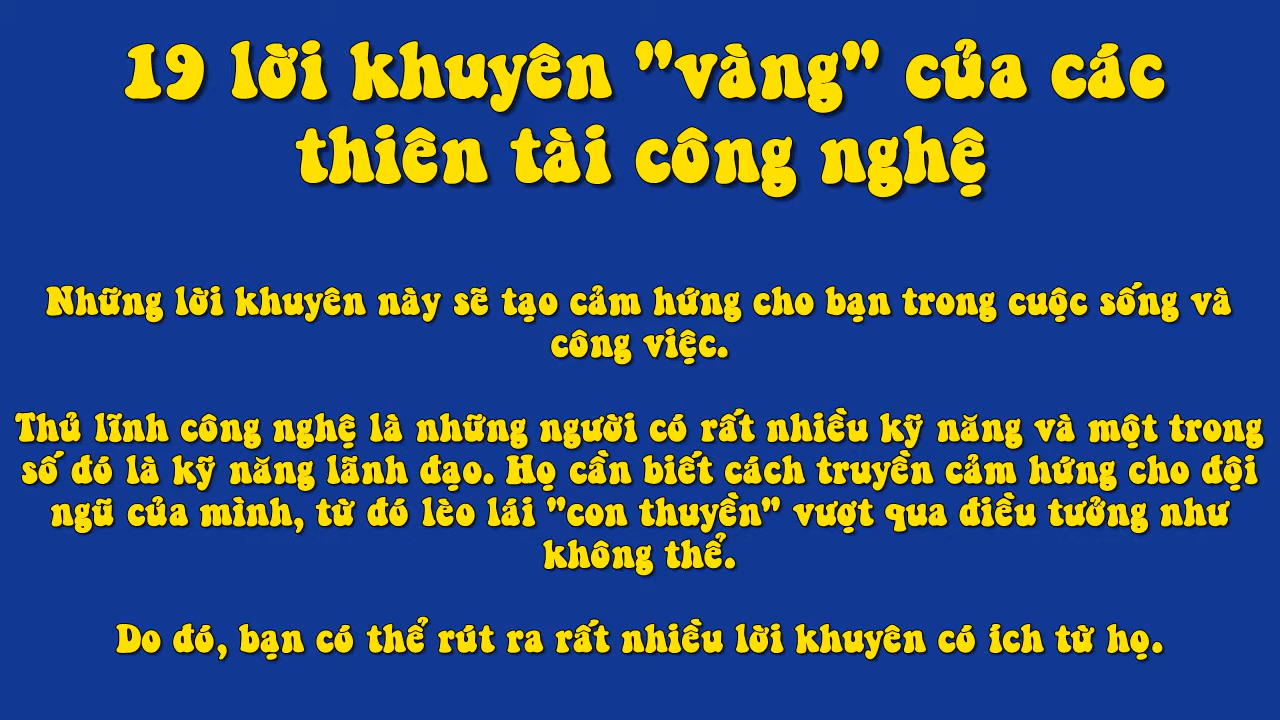 19 lời khuyên "vàng" của các
thiên tài công nghệ
Những lời khuyên này sẽ tạo cảm hứng cho bạn trong cuộc sống và
công việc.
Thủ lĩnh công nghệ là những người có rất nhiều kỹ năng và một trong
số đó là kỹ năng lãnh đạo. Họ cần biết cách truyền cảm hứng cho đội
ngũ của mình, từ đó lèo lái "con thuyền" vượt qua điều tưởng như
không thể.
Do đó, bạn có thể rút ra rất nhiều lời khuyên có ích từ họ.